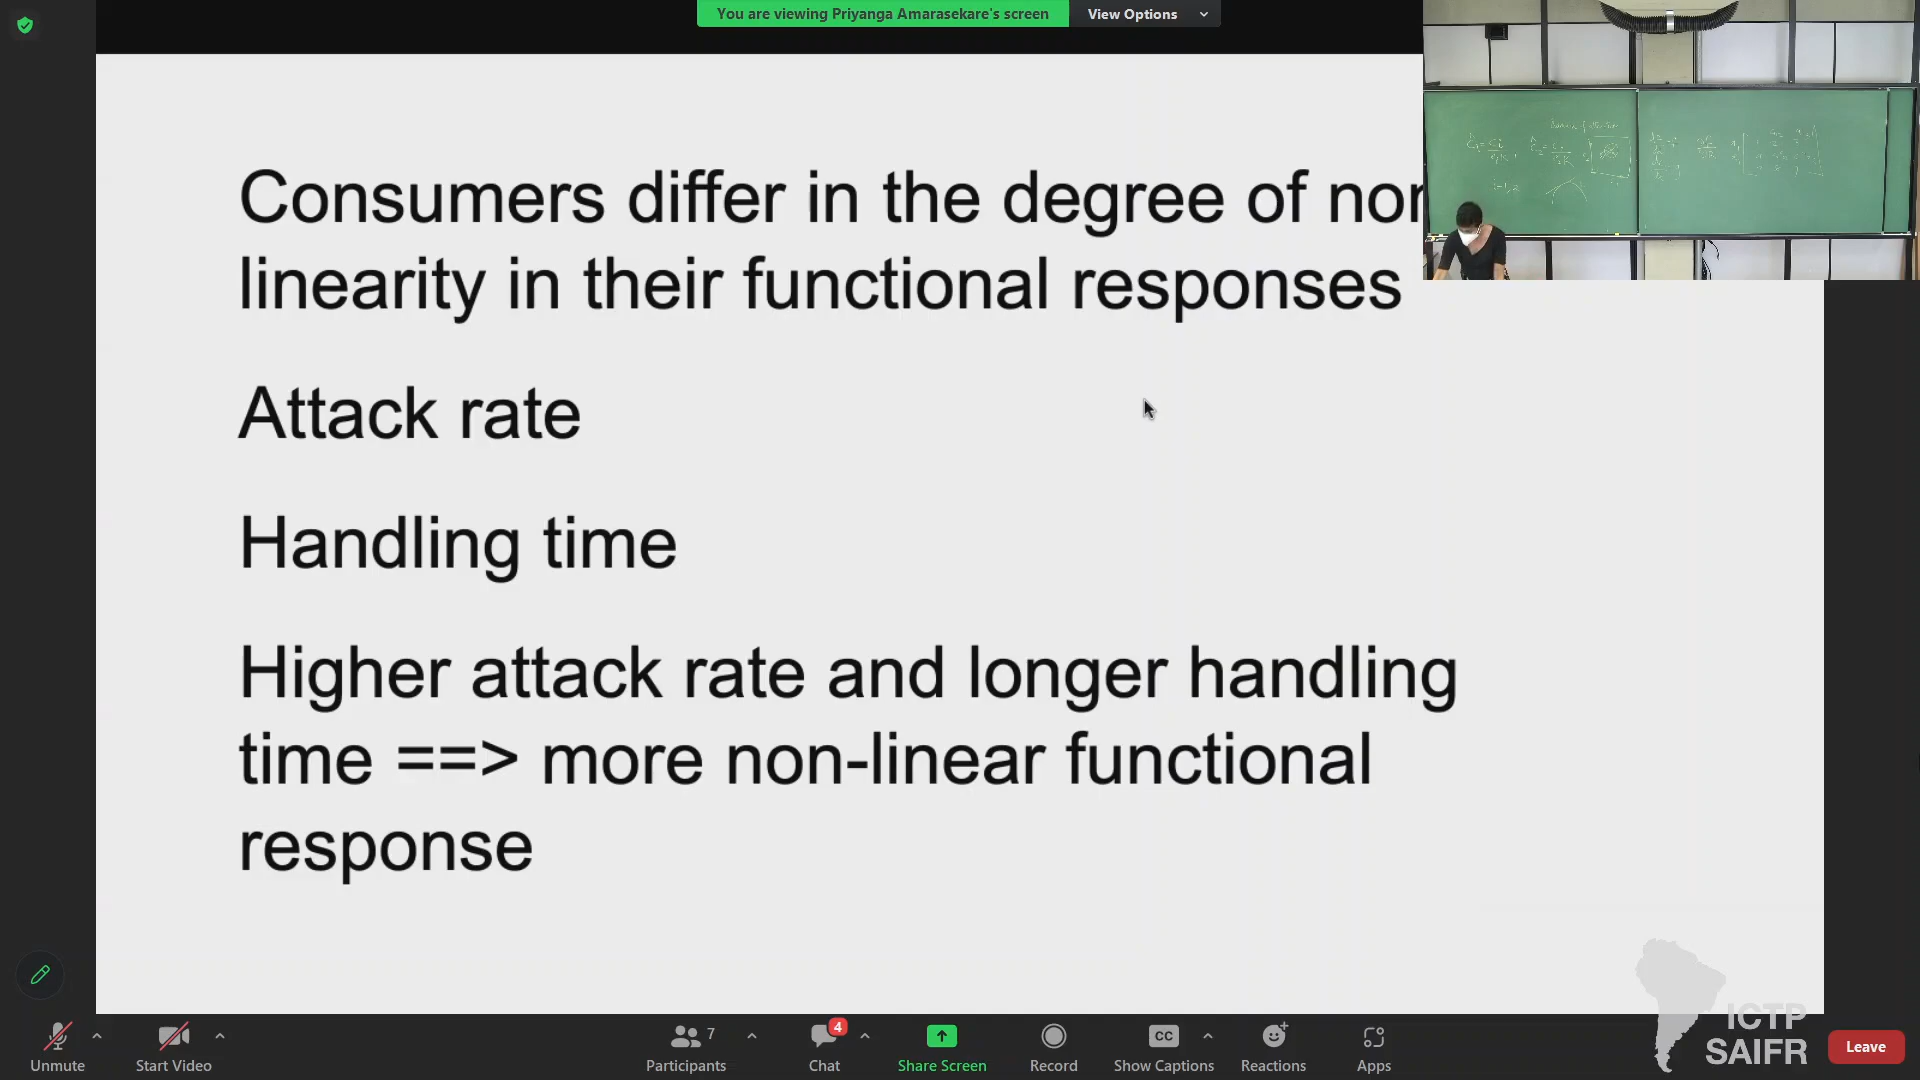 You are viewing Priyanga Amarasekare's screen
View Options
Consumers differ in the degree of non
linearity in their functional responses
Attack rate
Handling time
Higher attack rate and longer handling
time ==> more non-linear functional
response
ICTP
SAIFR
Unmute
Start Video
Participants
7
Chat
4
Share Screen
Record
CC
Show Captions
Reactions
Apps
Leave